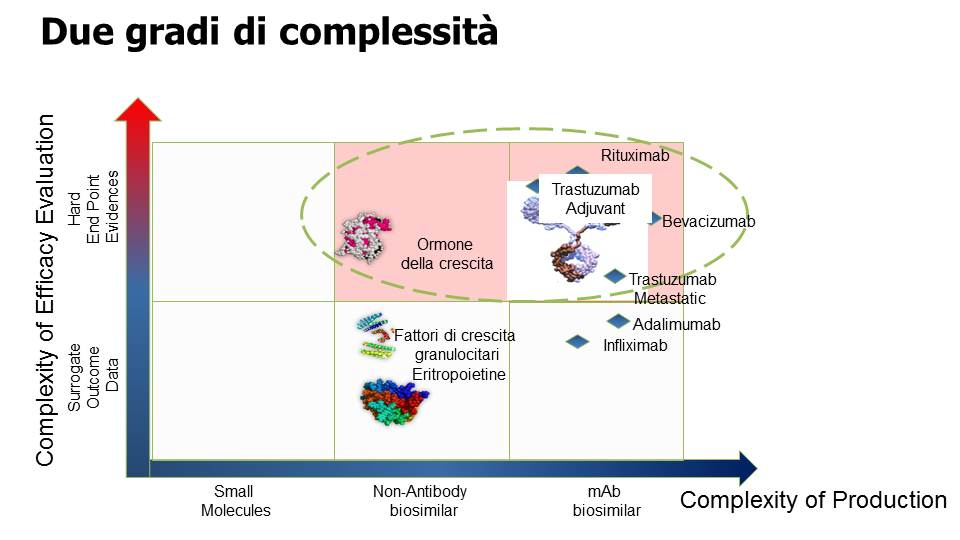 Due gradi di complessità
Complexity of Efficacy Evaluation
Hard
End Point
Evidences
Surrogate
Outcome
Data
Rituximab
Trastuzumab
Adjuvant
Bevacizumab
Ormone
della crescita
Trastuzumab
Metastatic
Adalimumab
Infliximab
Fattori di crescita
granulocitari
Eritropoietine
Small
Molecules
Non-Antibody
biosimilar
mAb
biosimilar
Complexity of Production